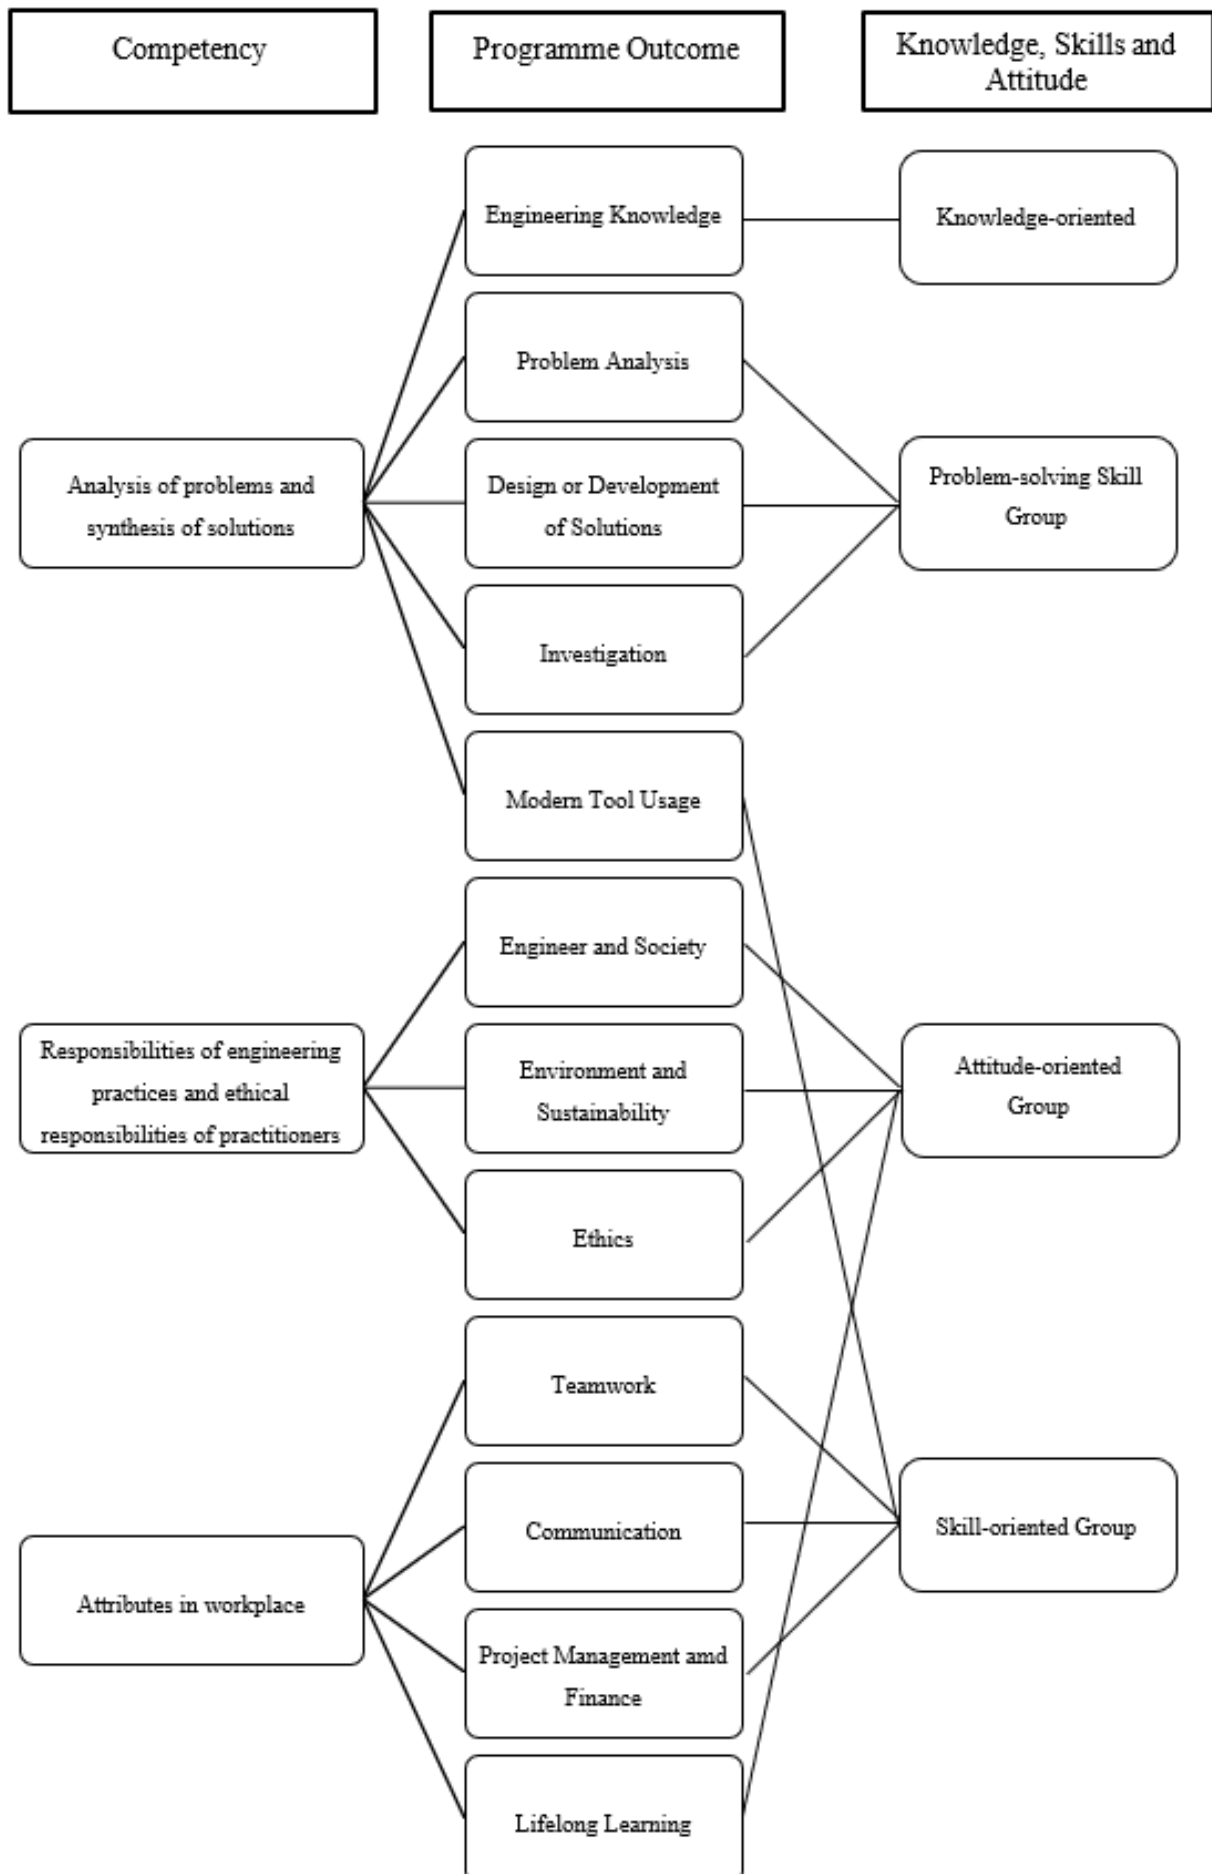 Competency
Programme Outcome
Knowledge, Skills and
Attitude
Engineering Knowledge
Knowledge-oriented
Problem Analysis
Analysis of problems and
synthesis of solutions
Design or Development
of Solutions
Problem-solving Skill
Group
Investigation
Modern Tool Usage
Engineer and Society
Responsibilities of engineering
practices and ethical
responsibilities of practitioners
Environment and
Sustainability
Attitude-oriented
Group
Ethics
Teamwork
Communication
Skill-oriented Group
Attributes in workplace
Project Management amd
Finance
Lifelong Learning